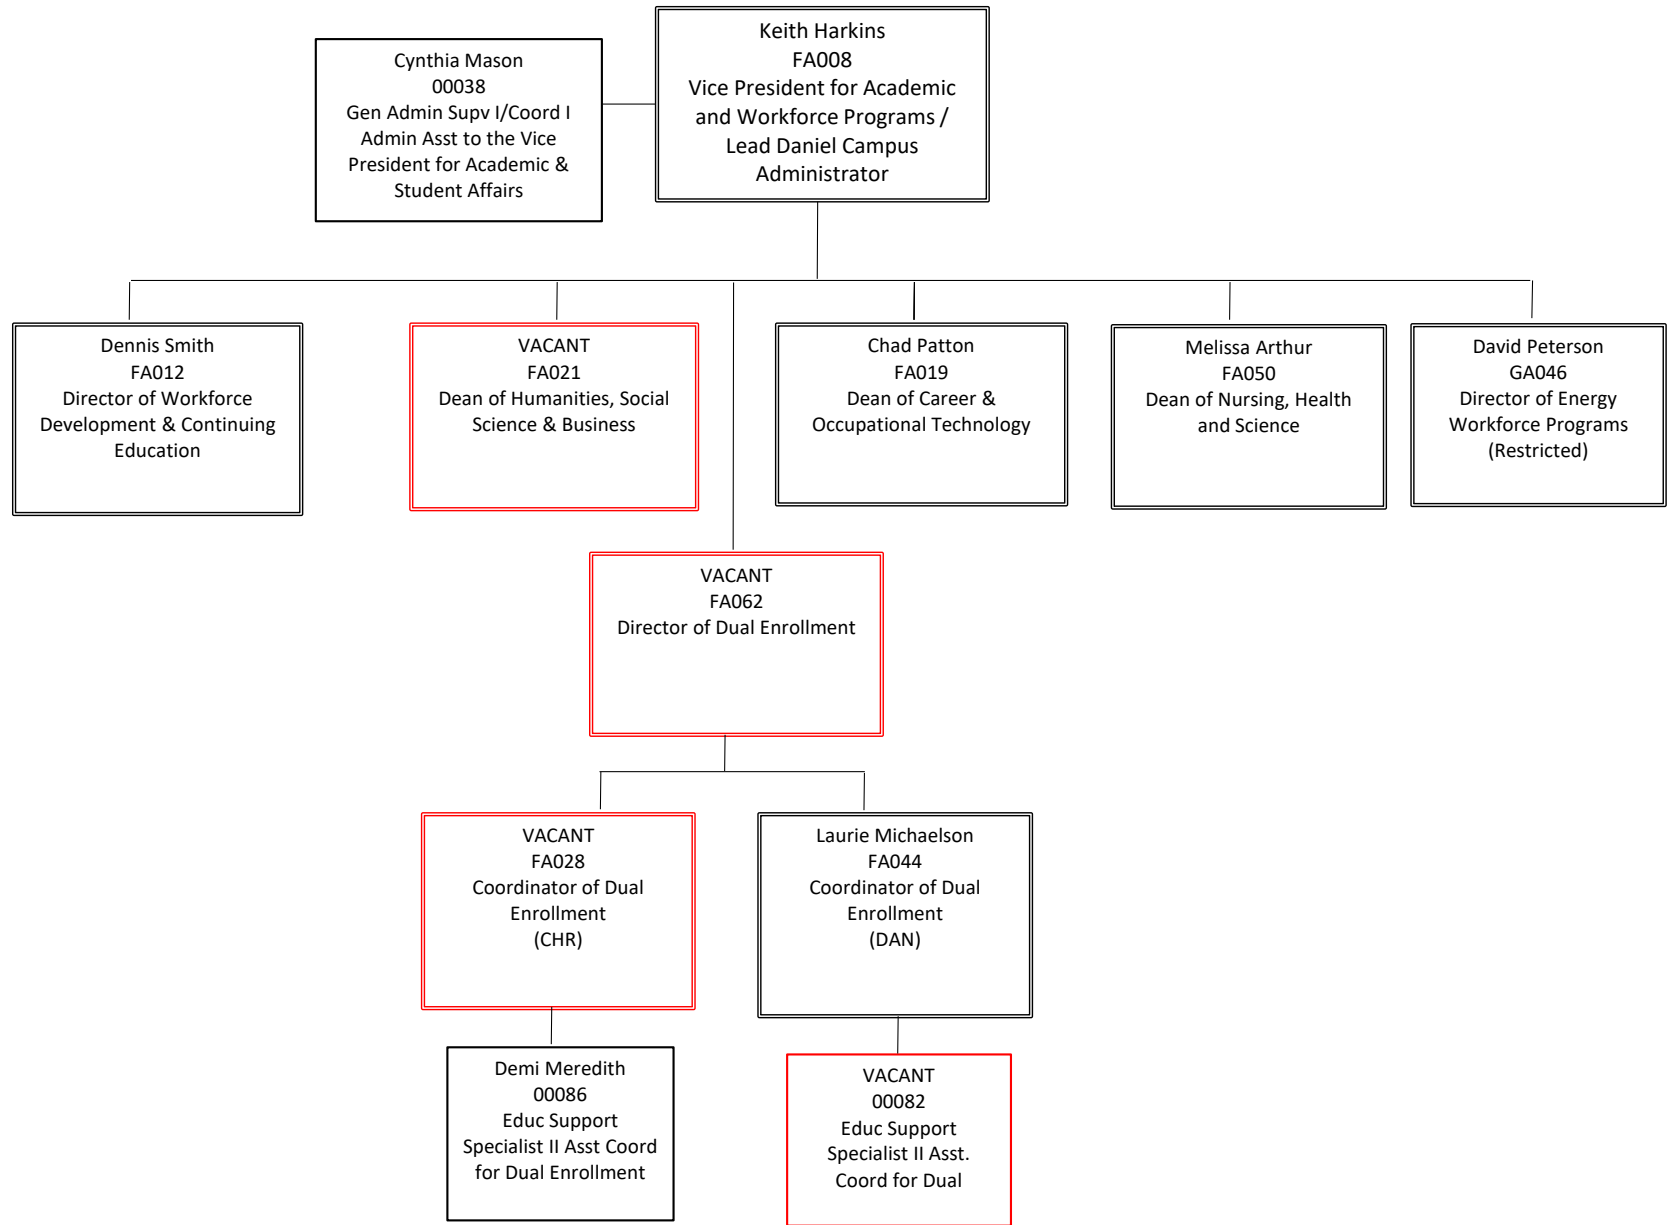 Keith Harkins
FA008
Vice President for Academic
and Workforce Programs /
Lead Daniel Campus
Administrator
Cynthia Mason
00038
Gen Admin Supv I/Coord I
Admin Asst to the Vice
President for Academic &
Student Affairs
Dennis Smith
FA012
Director of Workforce
Development & Continuing
Education
VACANT
FA021
Dean of Humanities, Social
Science & Business
Chad Patton
FA019
Dean of Career &
Occupational Technology
Melissa Arthur
FA050
Dean of Nursing, Health
and Science
David Peterson
GA046
Director of Energy
Workforce Programs
(Restricted)
VACANT
FA062
Director of Dual Enrollment
VACANT
FA028
Coordinator of Dual
Enrollment
(CHR)
Laurie Michaelson
FA044
Coordinator of Dual
Enrollment
(DAN)
Demi Meredith
00086
Educ Support
Specialist II Asst Coord
for Dual Enrollment
VACANT
00082
Educ Support
Specialist II Asst.
Coord for Dual